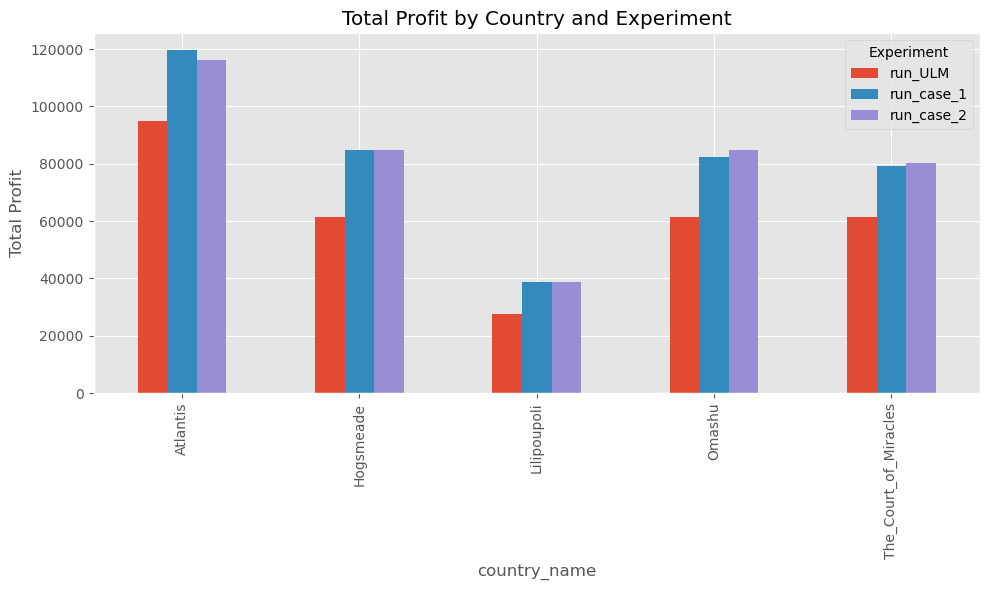 Total Profit by Country and Experiment
Experiment
run_ULM
run_case_1
run_case_2
Total Profit
120000
100000
80000
60000
40000
20000
0
Atlantis
Hogsmeade
Lilipoupoli
Omashu
The_Court_of_Miracles
country_name